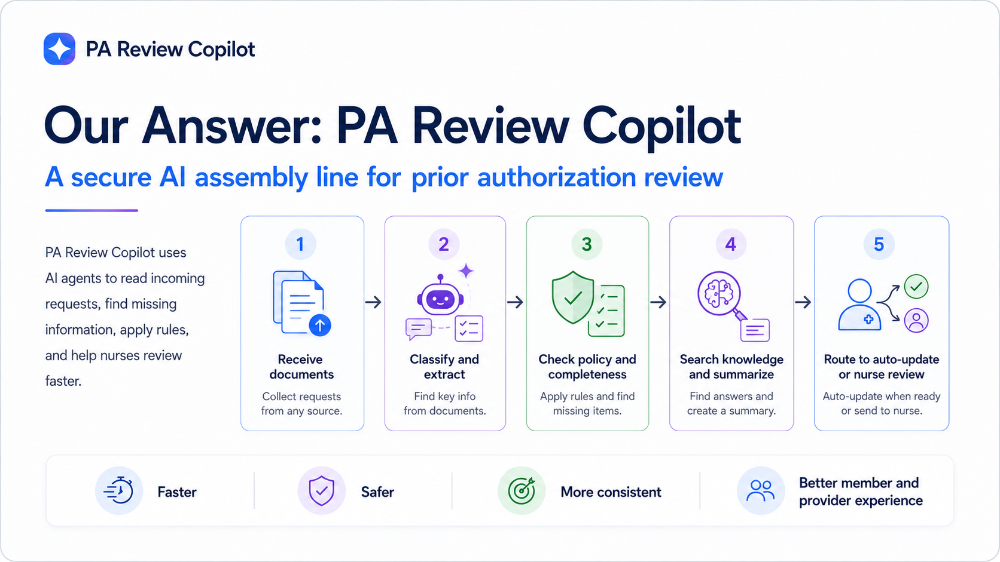 PA Review Copilot
Our Answer: PA Review Copilot
A secure AI assembly line for prior authorization review
PA Review Copilot uses
AI agents to read incoming
requests, find missing
information, apply rules,
and help nurses review
faster.
1
Receive
documents
Collect requests
from any source.
2
Classify and
extract
Find key info
from documents.
3
Check policy and
completeness
Apply rules and find
missing items.
4
Search knowledge
and summarize
Find answers and
create a summary.
5
Route to auto-update
or nurse review
Auto-update when ready
or send to nurse.
Faster
Safer
More consistent
Better member and
provider experience